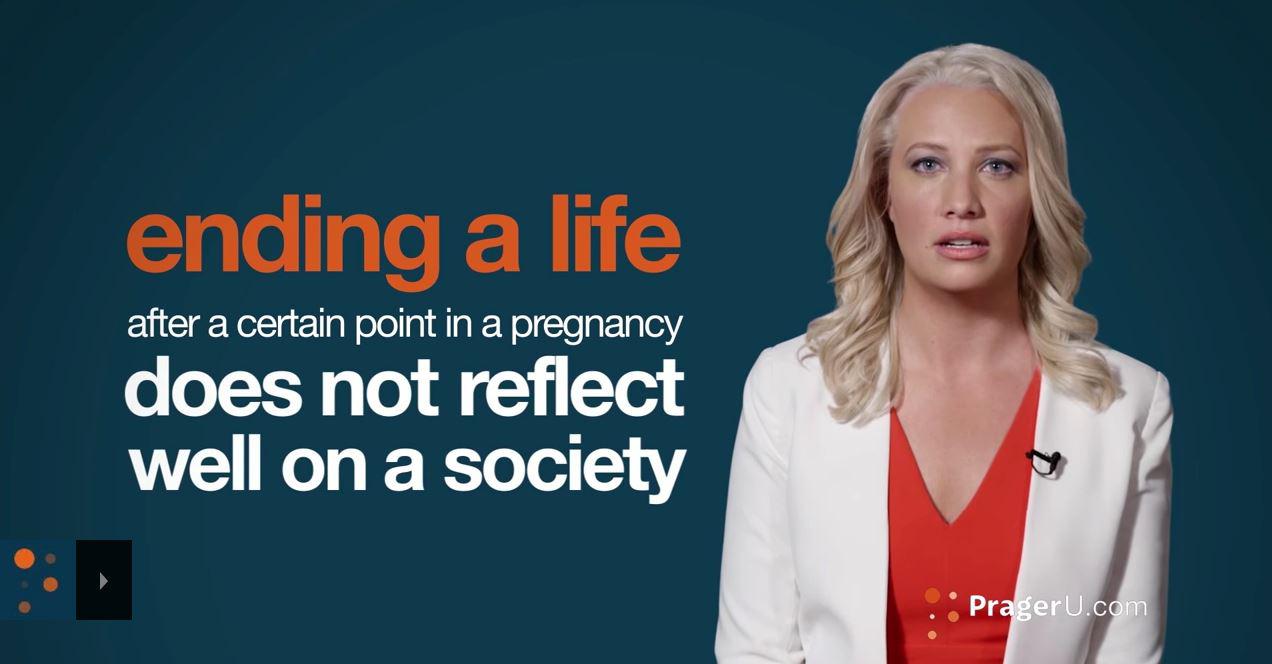 ending a life
after a certain point in a pregnancy
does not reflect
well on a society
PragerU.com